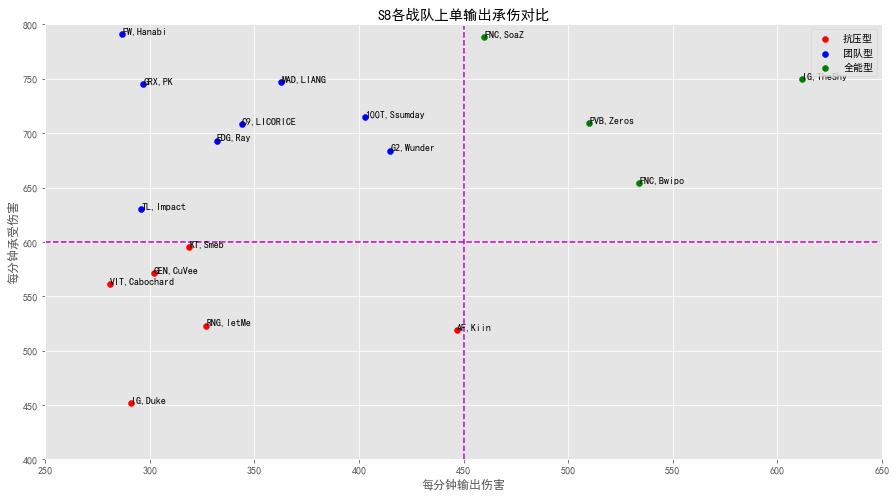 S8各战队上单输出承伤对比
抗压型
团队型
全能型
FW,Hanabi
FNC,SoaZ
GRX,PK
MAD,LIANG
IG,TheShy
C9,LICORICE
100T,Ssumday
PVB,Zeros
EDG,Ray
G2,Wunder
FNC,Bwipo
TL,Impact
KT,Smeb
GEN,CuVee
VIT,Cabochard
RNG,letMe
AF,Kiin
IG,Duke
每分钟承受伤害
800
750
700
650
600
550
500
450
400
250 300 350 400 450 500 550 600 650
每分钟输出伤害